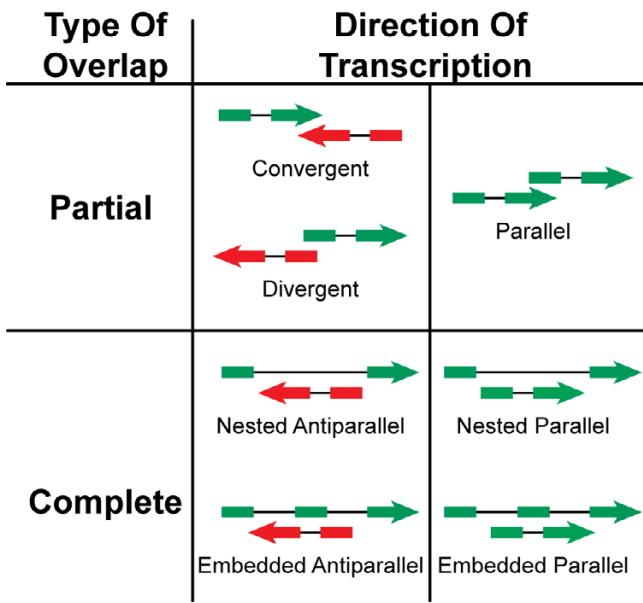 Type Of
Overlap
Direction Of
Transcription
Partial
Convergent
Divergent
Parallel
Complete
Nested Antiparallel
Nested Parallel
Embedded Antiparallel
Embedded Parallel